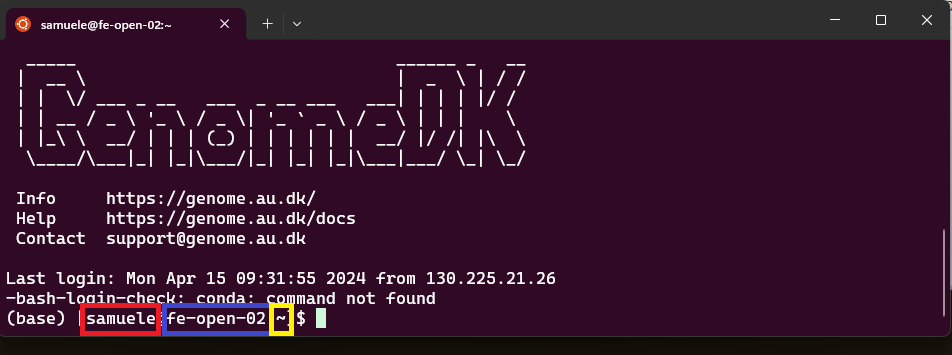 samuele@fe-open-02:~
GenomeDK
Info https://genome.au.dk/
Help https://genome.au.dk/docs
Contact support@genome.au.dk
Last login: Mon Apr 15 09:31:55 2024 from 130.225.21.26
-bash-login-check: conda: command not found
(base) [samuele@fe-open-02 ~]$